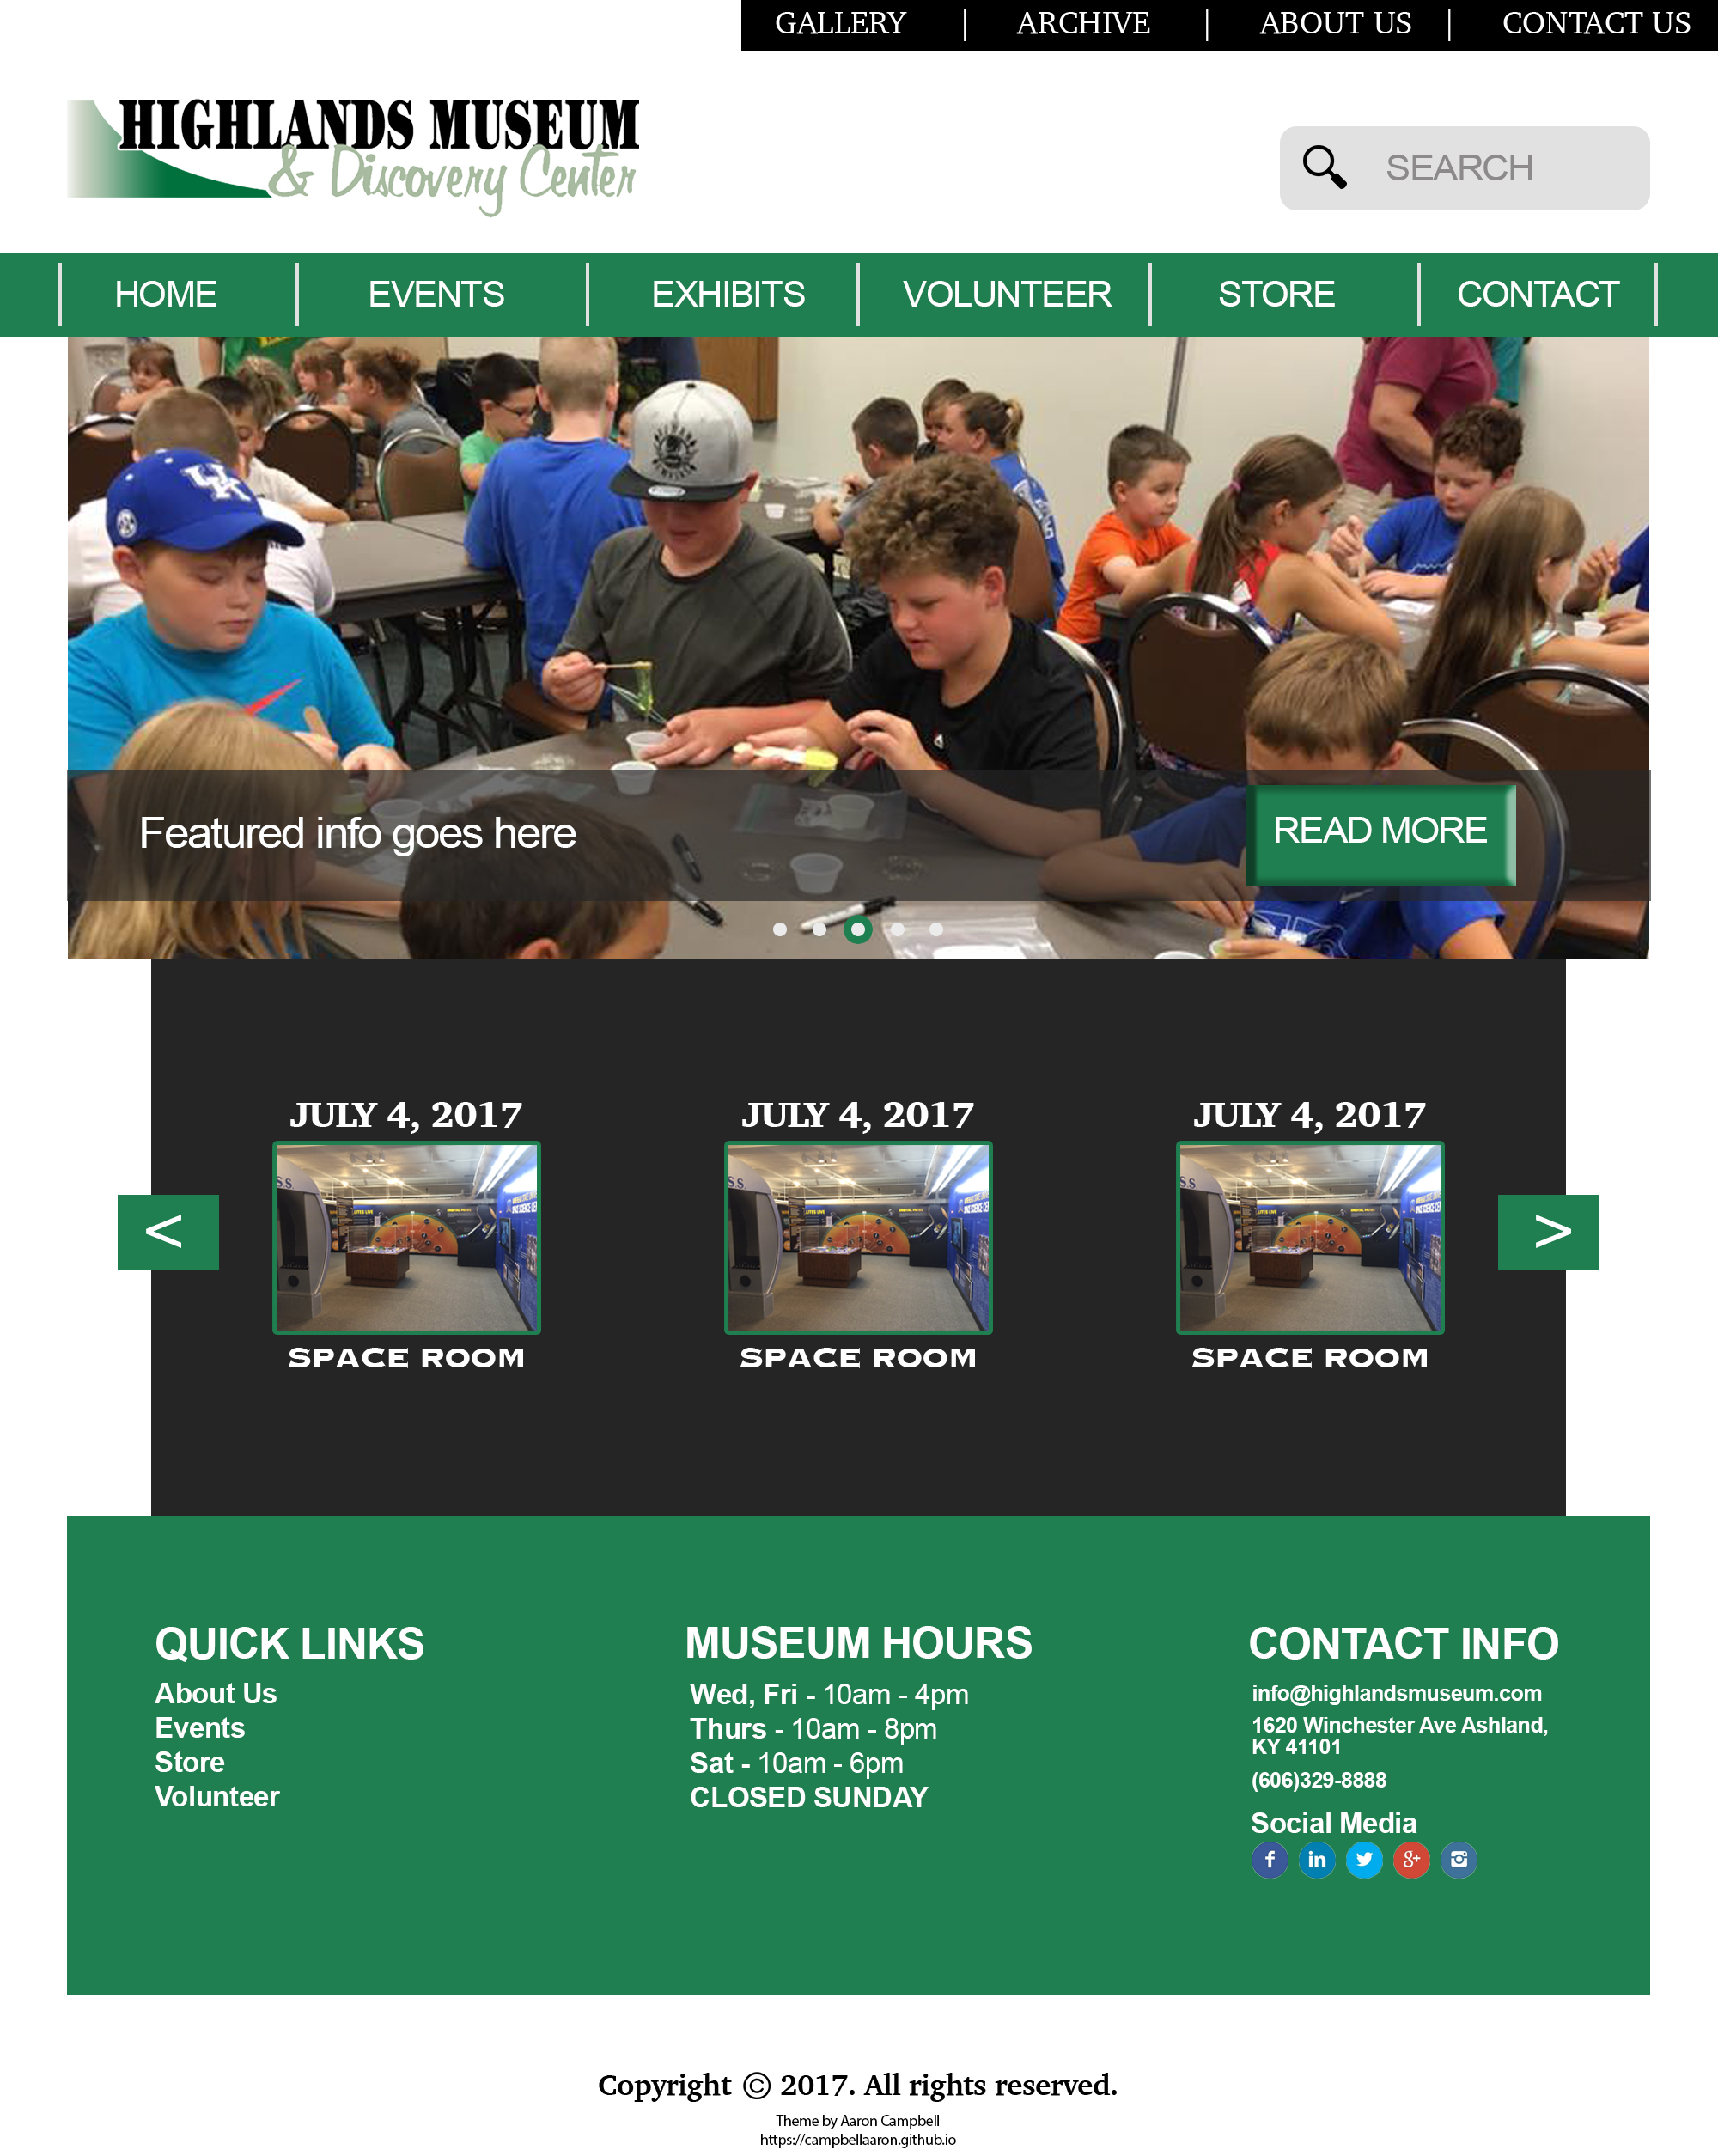 GALLERY | ARCHIVE | ABOUT US | CONTACT US
HIGHLANDS MUSEUM
& Discovery Center
SEARCH
HOME EVENTS EXHIBITS VOLUNTEER STORE CONTACT
UK
Featured info goes here
READ MORE
JULY 4, 2017 JULY 4, 2017 JULY 4, 2017
< >
SPACE ROOM SPACE ROOM SPACE ROOM
QUICK LINKS
About Us
Events
Store
Volunteer
MUSEUM HOURS
Wed, Fri - 10am - 4pm
Thurs - 10am - 8pm
Sat - 10am - 6pm
CLOSED SUNDAY
CONTACT INFO
info@highlandsmuseum.com
1620 Winchester Ave Ashland,
KY 41101
(606)329-8888
Social Media
f in g+
Copyright © 2017. All rights reserved.
Theme by Aaron Campbell
https://campbellaaron.github.io